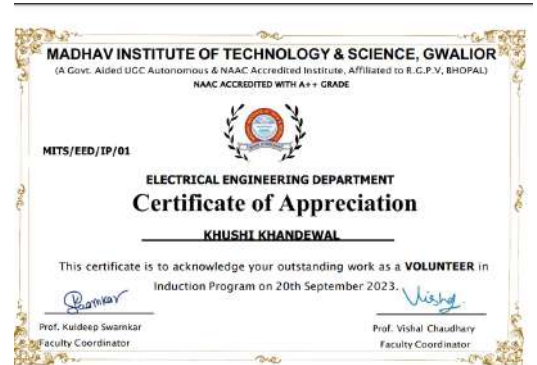 MADHAV INSTITUTE OF TECHNOLOGY & SCIENCE, GWALIOR
(A Govt. Aided UGC Autonomous & NAAC Accredited Institute, Affiliated to R.G.P.V, BHOPAL)
NAAC ACCREDITED WITH A++ GRADE
MITS/EED/IP/01
ELECTRICAL ENGINEERING DEPARTMENT
Certificate of Appreciation
KHUSHI KHANDEWAL
This certificate is to acknowledge your outstanding work as a VOLUNTEER in
Induction Program on 20th September 2023.
Prof. Kuldeep Swarnkar
Faculty Coordinator
Prof. Vishal Chaudhary
Faculty Coordinator